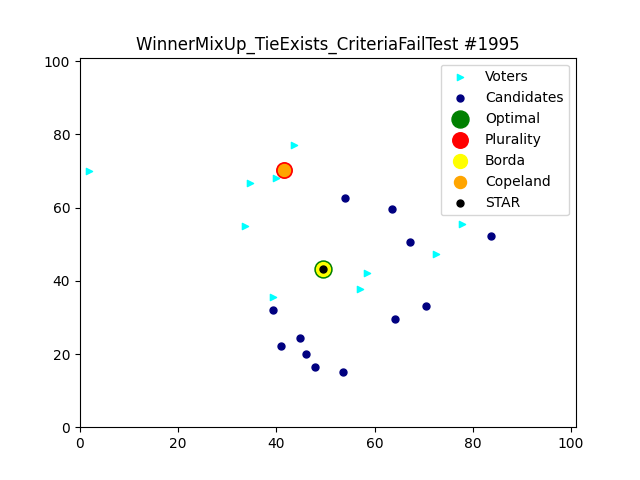 WinnerMixUp_TieExists_CriteriaFailTest #1995
100
80
60
40
20
0
0 20 40 60 80 100
Voters
Candidates
Optimal
Plurality
Borda
Copeland
STAR